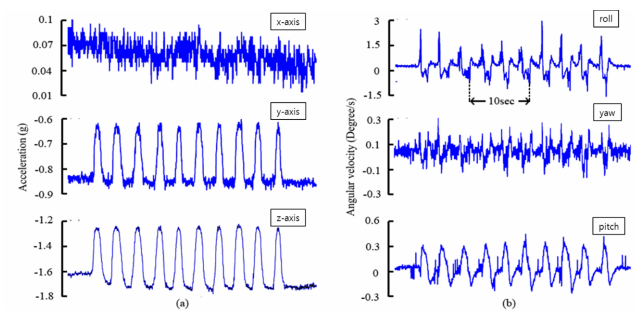 x-axis
0.1
0.07
0.04
0.01
y-axis
-0.6
-0.7
-0.8
-0.9
Acceleration (g)
z-axis
-1.2
-1.4
-1.6
-1.8
(a)
roll
3
1.5
0
-1.5
10sec
yaw
0.3
0.1
-0.1
-0.3
Angular velocity (Degree/s)
pitch
0.6
0.3
0
-0.3
(b)